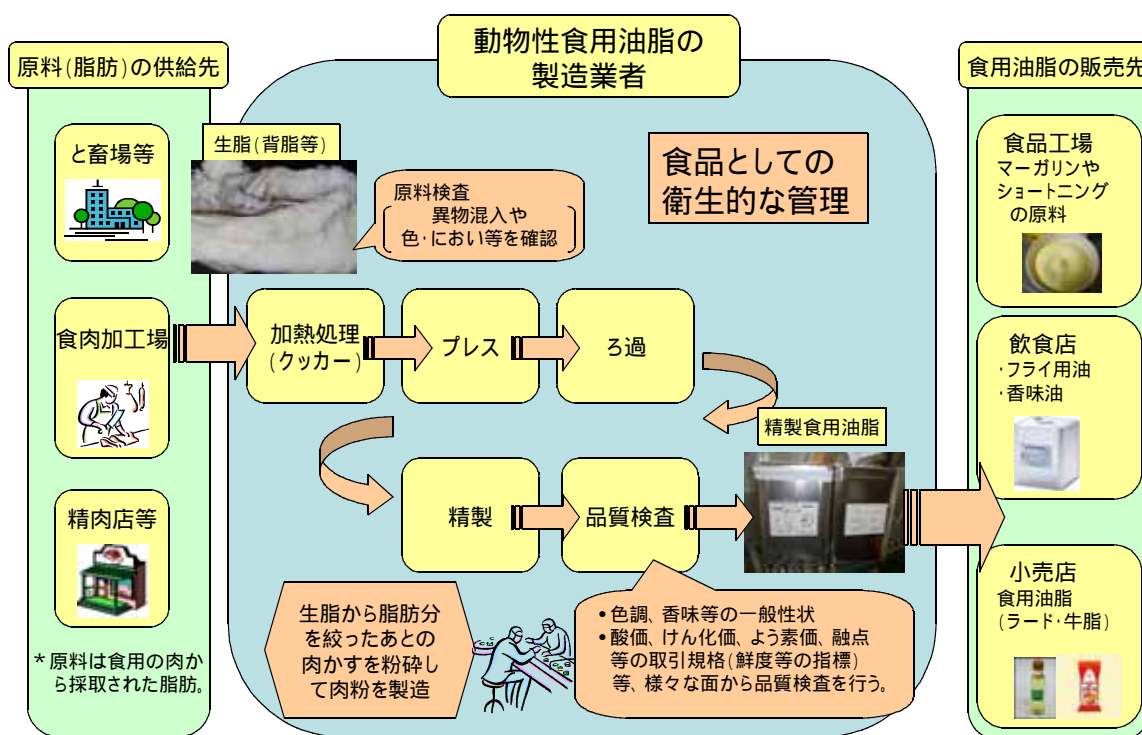 動物性食用油脂の
製造業者
原料(脂肪)の供給先
と畜場等
食肉加工場
精肉店等
*原料は食用の肉か
ら採取された脂肪。
生脂(背脂等)
原料検査
異物混入や
色・におい等を確認
食品としての
衛生的な管理
加熱処理
(クッカー)
プレス
ろ過
精製
品質検査
精製食用油脂
生脂から脂肪分
を絞ったあとの
肉かすを粉砕し
て肉粉を製造
•色調、香味等の一般性状
•酸価、けん化価、よう素価、融点
等の取引規格(鮮度等の指標)
等、様々な面から品質検査を行う。
食用油脂の販売先
食品工場
マーガリンや
ショートニング
の原料
飲食店
・フライ用油
・香味油
小売店
食用油脂
(ラード・牛脂)